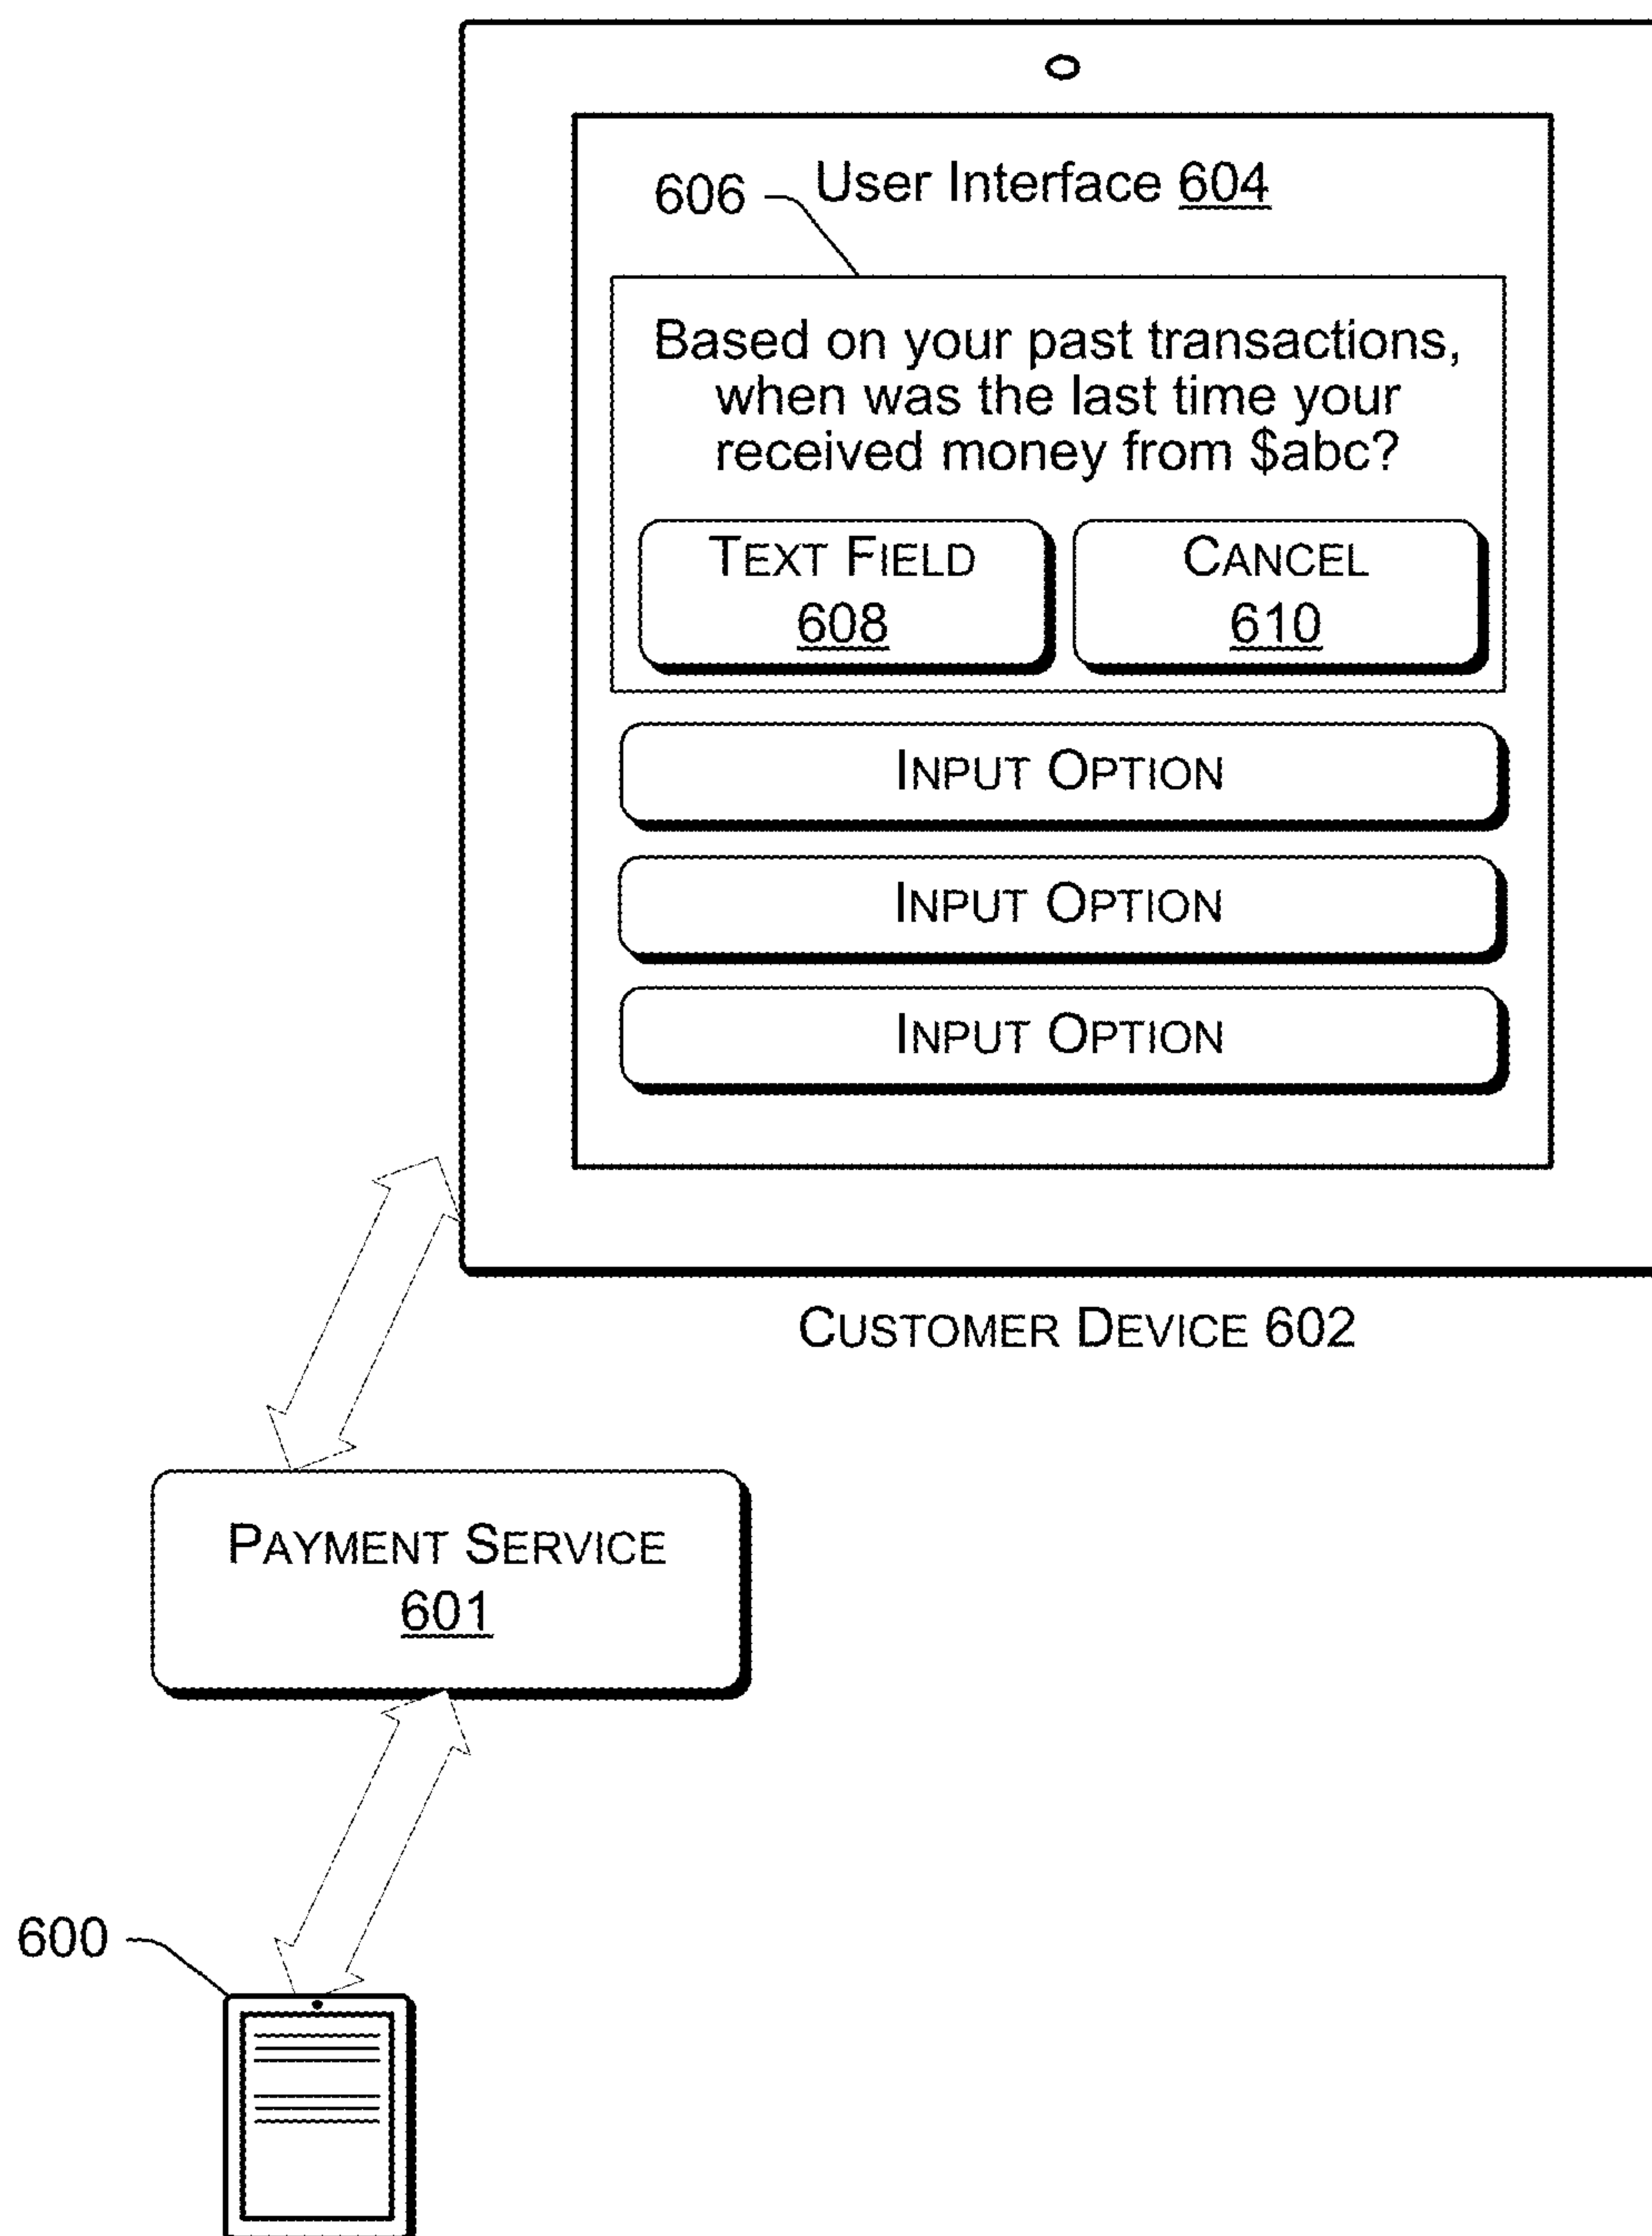 User Interface 604
606
Based on your past transactions,
when was the last time your
received money from $abc?
TEXT FIELD
608
CANCEL
610
INPUT OPTION
INPUT OPTION
INPUT OPTION
CUSTOMER DEVICE 602
PAYMENT SERVICE
601
600